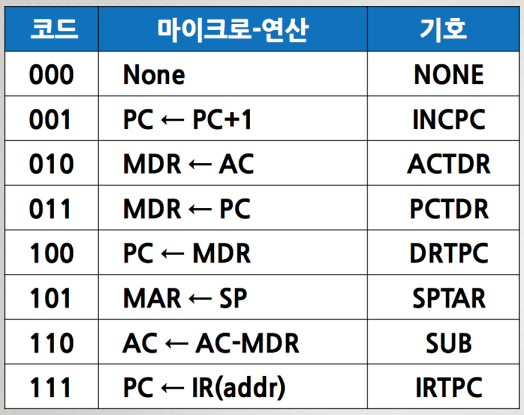 코드 마이크로-연산 기호
000 None NONE
001 PC ← PC+1 INCPC
010 MDR ← AC ACTDR
011 MDR ← PC PCTDR
100 PC ← MDR DRTPC
101 MAR ← SP SPTAR
110 AC ← AC-MDR SUB
111 PC ← IR(addr) IRTPC